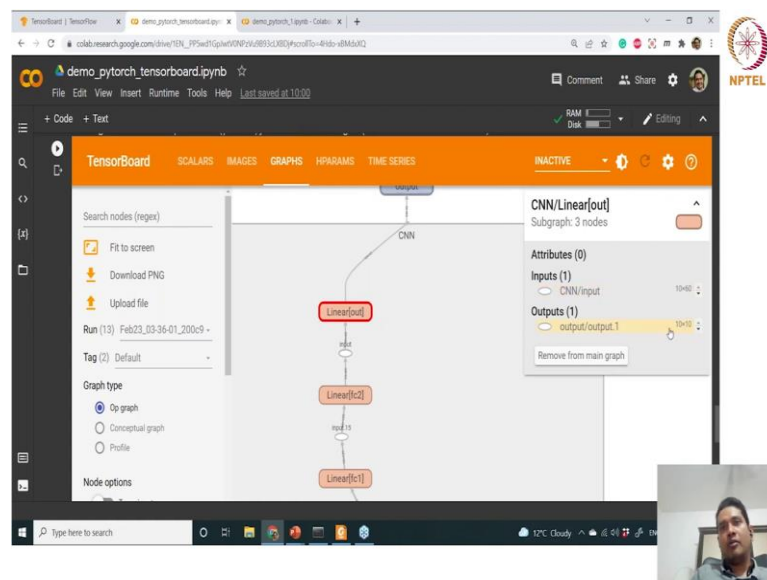 TensorBoard | TensorFlow
demo_pytorch_tensorboard.ipyn
demo_pytorch_1.ipynb - Colabo
NPTEL
demo_pytorch_tensorboard.ipynb
Comment
Share
File Edit View Insert Runtime Tools Help Last saved at 10:00
+ Code + Text
RAM
Disk
Editing
TensorBoard SCALARS IMAGES GRAPHS HPARAMS TIME SERIES INACTIVE
Search nodes (regex)
Fit to screen
Download PNG
Upload file
Run (13) Feb23_03-36-01_200c9
Tag (2) Default
Graph type
Op graph
Conceptual graph
Profile
Node options
output
CNN
Linear[out]
input
Linear[fc2]
input.15
Linear[fc1]
CNN/Linear[out]
Subgraph: 3 nodes
Attributes (0)
Inputs (1)
CNN/input 10×60
Outputs (1)
output/output.1 10×10
Remove from main graph
Type here to search
12°C Cloudy